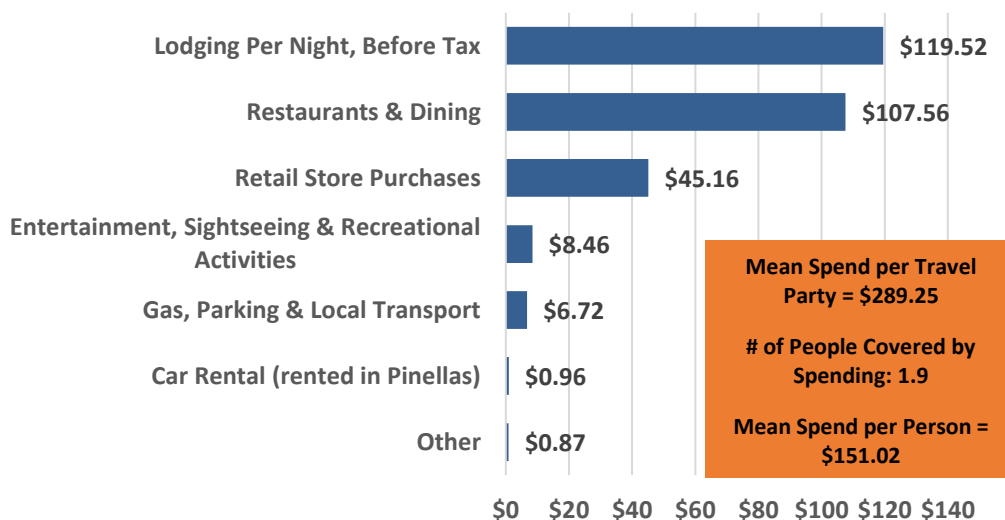 Lodging Per Night, Before Tax
$119.52
Restaurants & Dining
$107.56
Retail Store Purchases
$45.16
Entertainment, Sightseeing & Recreational
Activities
$8.46
Gas, Parking & Local Transport
$6.72
Car Rental (rented in Pinellas)
$0.96
Other
$0.87
Mean Spend per Travel
Party = $289.25
# of People Covered by
Spending: 1.9
Mean Spend per Person =
$151.02
$0 $20 $40 $60 $80 $100 $120 $140